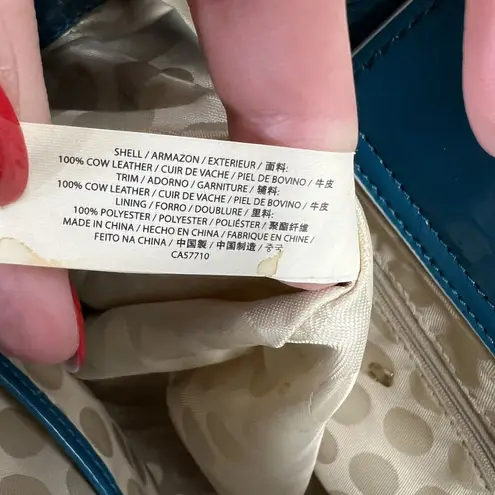 SHELL / ARMAZON / EXTERIEUR / 面料:
100% COW LEATHER / CUIR DE VACHE / PIEL DE BOVINO / 牛皮
TRIM / ADORNO / GARNITURE / 辅料:
100% COW LEATHER / CUIR DE VACHE / PIEL DE BOVINO / 牛皮
LINING / FORRO / DOUBLURE / 里料:
100% POLYESTER / POLYESTER / POLIÉSTER / 聚酯纤维
MADE IN CHINA / HECHO EN CHINA / FABRIQUE EN CHINE /
FEITO NA CHINA / 中国製 / 中国制造 / 중국
CA57710